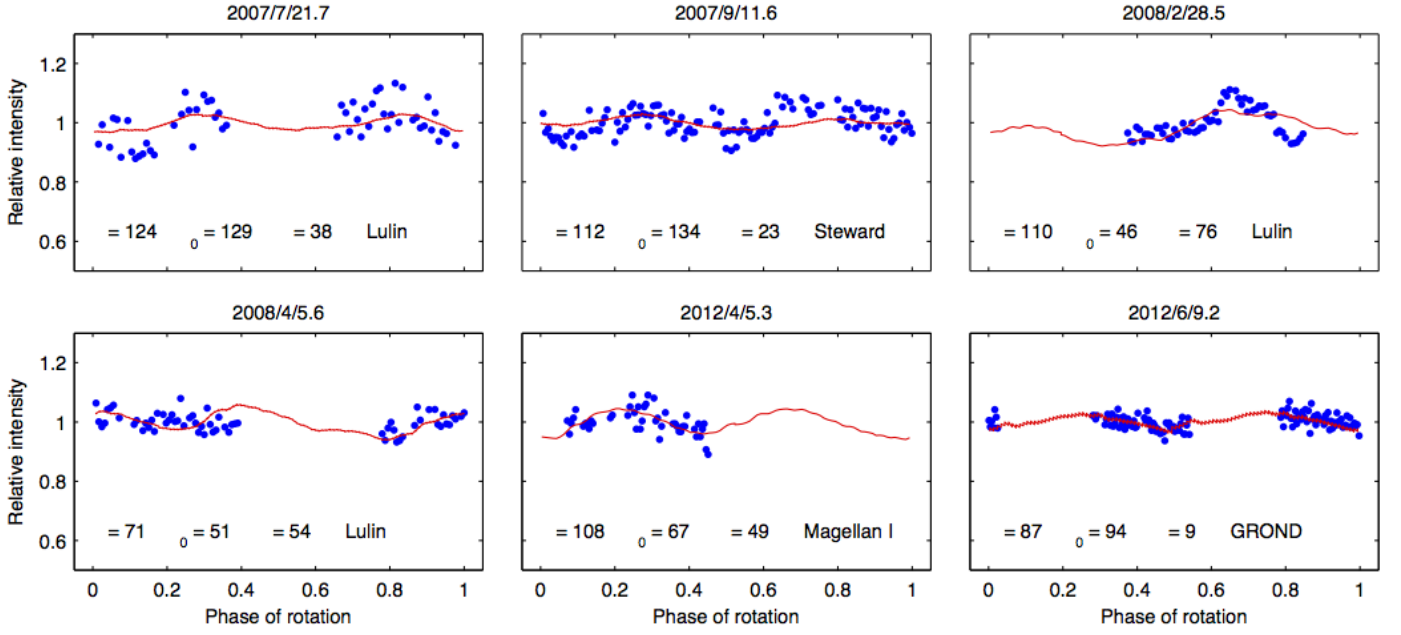 2007/7/21.7
2007/9/11.6
2008/2/28.5
Relative intensity
1.2
1
0.8
0.6
= 124 0 = 129 = 38 Lulin
= 112 0 = 134 = 23 Steward
= 110 0 = 46 = 76 Lulin
2008/4/5.6
2012/4/5.3
2012/6/9.2
Relative intensity
1.2
1
0.8
0.6
= 71 0 = 51 = 54 Lulin
= 108 0 = 67 = 49 Magellan I
= 87 0 = 94 = 9 GROND
0 0.2 0.4 0.6 0.8 1
0 0.2 0.4 0.6 0.8 1
0 0.2 0.4 0.6 0.8 1
Phase of rotation
Phase of rotation
Phase of rotation